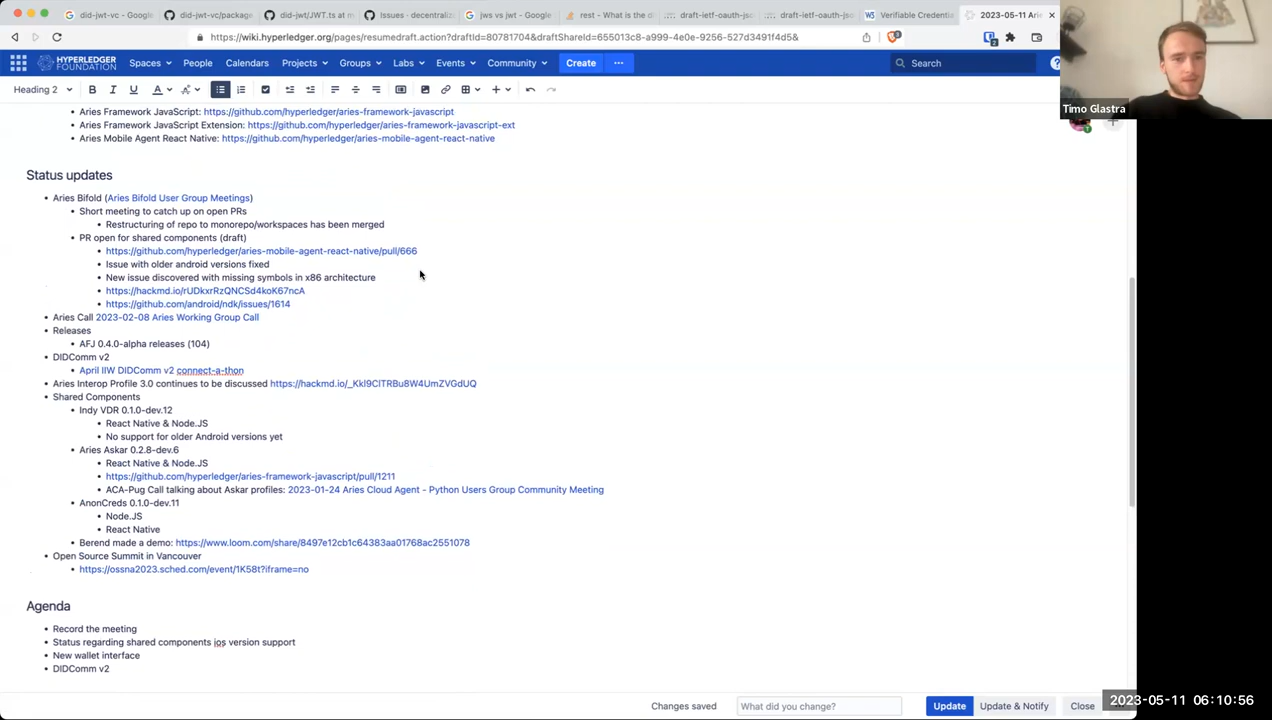 did-jwt-vc - Googl
did-jwt-vc/package
did-jwt/JWT.ts at m
Issues · decentraliz
jws vs jwt - Google
rest - What is the d
draft-ietf-oauth-jso
draft-ietf-oauth-jso
Verifiable Credentia
2023-05-11 Arie
https://wiki.hyperledger.org/pages/resumedraft.action?draftId=80781704&draftShareId=655013c8-a999-4e0e-9256-527d3491f4d5&
HYPERLEDGER FOUNDATION
Spaces
People
Calendars
Projects
Groups
Labs
Events
Community
Create
Search
Heading 2
Timo Glastra
Aries Framework JavaScript: https://github.com/hyperledger/aries-framework-javascript
Aries Framework JavaScript Extension: https://github.com/hyperledger/aries-framework-javascript-ext
Aries Mobile Agent React Native: https://github.com/hyperledger/aries-mobile-agent-react-native
Status updates
Aries Bifold (Aries Bifold User Group Meetings)
Short meeting to catch up on open PRs
Restructuring of repo to monorepo/workspaces has been merged
PR open for shared components (draft)
https://github.com/hyperledger/aries-mobile-agent-react-native/pull/666
Issue with older android versions fixed
New issue discovered with missing symbols in x86 architecture
https://hackmd.io/rUDkxrRzQNCSd4koK67ncA
https://github.com/android/ndk/issues/1614
Aries Call 2023-02-08 Aries Working Group Call
Releases
AFJ 0.4.0-alpha releases (104)
DIDComm v2
April IIW DIDComm v2 connect-a-thon
Aries Interop Profile 3.0 continues to be discussed https://hackmd.io/_KkI9ClTRBu8W4UmZVGdUQ
Shared Components
Indy VDR 0.1.0-dev.12
React Native & Node.JS
No support for older Android versions yet
Aries Askar 0.2.8-dev.6
React Native & Node.JS
https://github.com/hyperledger/aries-framework-javascript/pull/1211
ACA-Pug Call talking about Askar profiles: 2023-01-24 Aries Cloud Agent - Python Users Group Community Meeting
AnonCreds 0.1.0-dev.11
Node.JS
React Native
Berend made a demo: https://www.loom.com/share/8497e12cb1c64383aa01768ac2551078
Open Source Summit in Vancouver
https://ossna2023.sched.com/event/1K58t?iframe=no
Agenda
Record the meeting
Status regarding shared components ios version support
New wallet interface
DIDComm v2
Changes saved
What did you change?
Update
Update & Notify
Close
2023-05-11 06:10:56